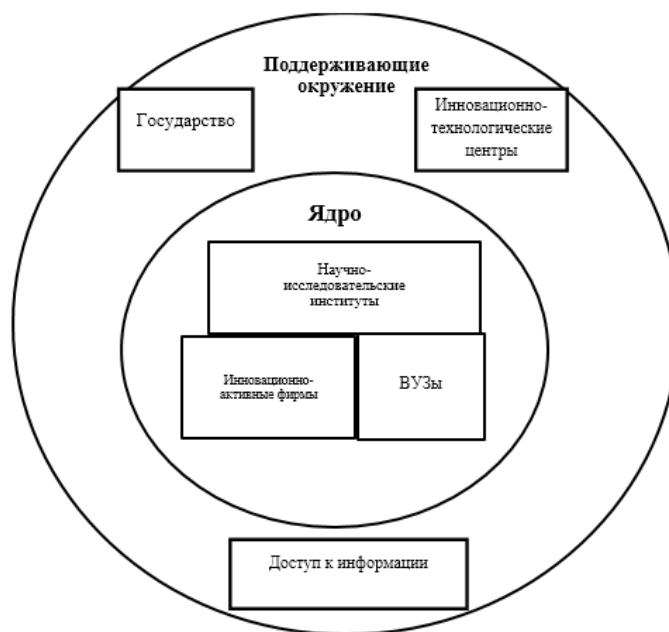 Поддерживающие
окружение
Государство
Инновационно-
технологические
центры
Ядро
Научно-
исследовательские
институты
Инновационно-
активные фирмы
ВУЗы
Доступ к информации